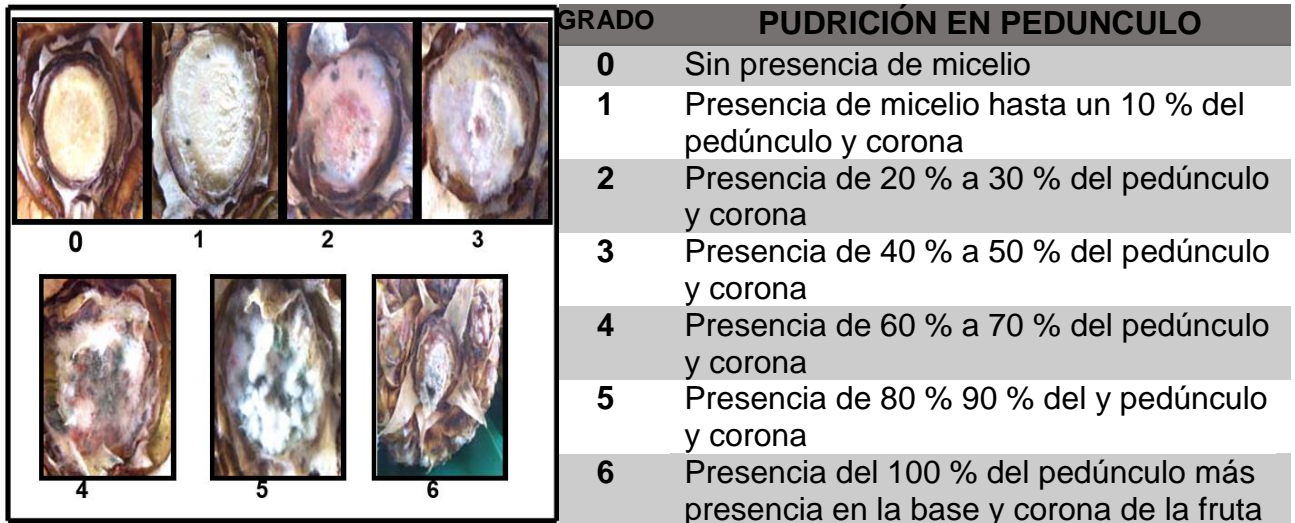 0 1 2 3
4 5 6
GRADO PUDRICIÓN EN PEDUNCULO
0 Sin presencia de micelio
1 Presencia de micelio hasta un 10 % del
pedúnculo y corona
2 Presencia de 20 % a 30 % del pedúnculo
y corona
3 Presencia de 40 % a 50 % del pedúnculo
y corona
4 Presencia de 60 % a 70 % del pedúnculo
y corona
5 Presencia de 80 % 90 % del y pedúnculo
y corona
6 Presencia del 100 % del pedúnculo más
presencia en la base y corona de la fruta